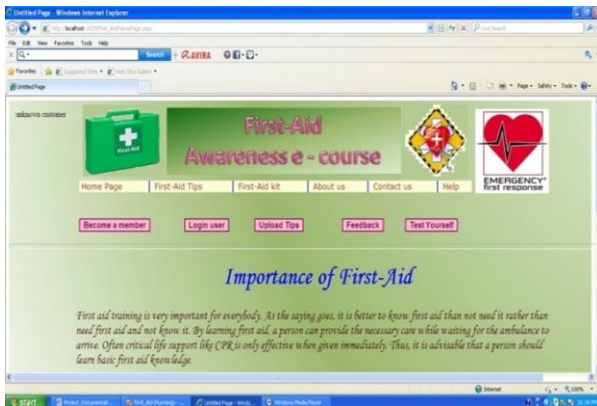 Untitled Page - Windows Internet Explorer
File Edit View Favorites Tools Help
Search
AVIRA
Favorites
Untitled Page
Page Safety Tools
unknown customer
First Aid
First-Aid
Awareness e - course
EMERGENCY
first response
Home Page First-Aid Tips First-Aid kit About us Contact us Help
Become a member Login user Upload Tips Feedback Test Yourself
Importance of First-Aid
First aid training is very important for everybody. As the saying goes, it is better to know first aid than not need it rather than
need first aid and not know it. By learning first aid, a person can provide the necessary care while waiting for the ambulance to
arrive. Often critical life support like CPR is only effective when given immediately. Thus, it is advisable that a person should
learn basic first aid knowledge.
Internet 100%
start Untitled Page - Windo... Windows Media Player